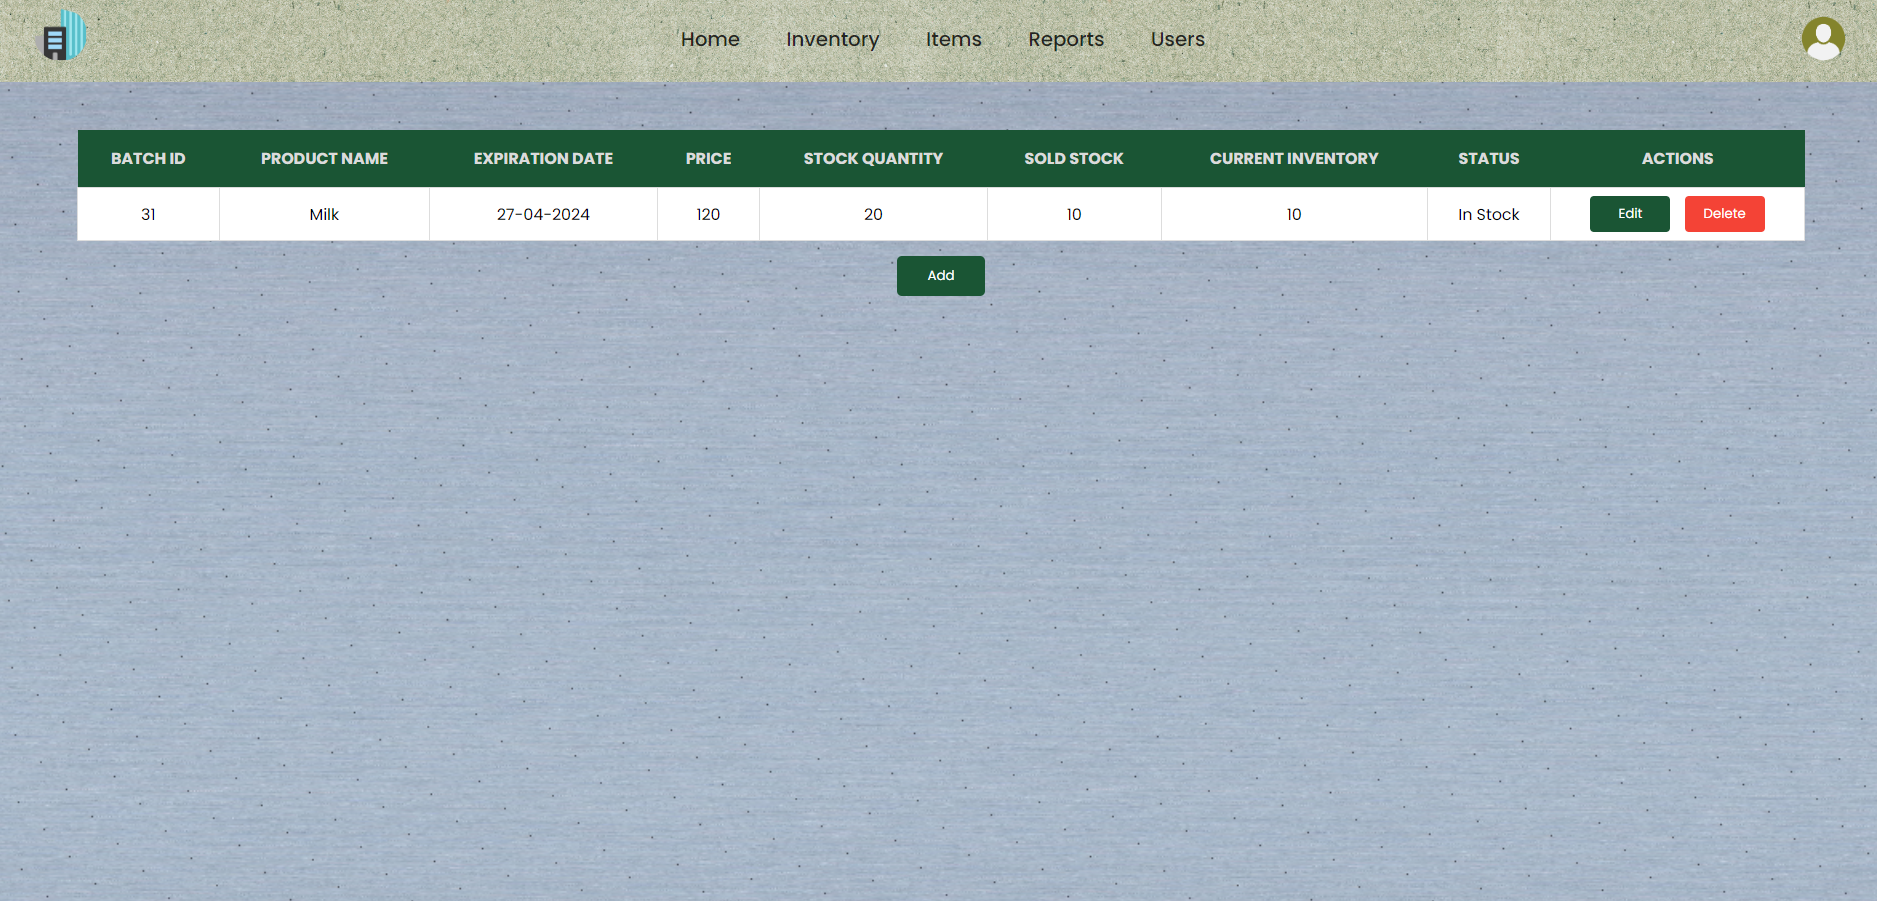 Home Inventory Items Reports Users
BATCH ID PRODUCT NAME EXPIRATION DATE PRICE STOCK QUANTITY SOLD STOCK CURRENT INVENTORY STATUS ACTIONS
31 Milk 27-04-2024 120 20 10 10 In Stock Edit Delete
Add